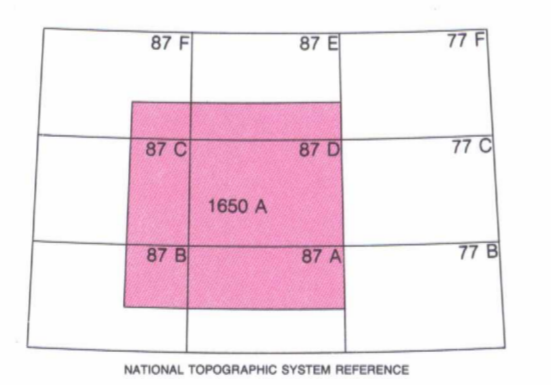 87 F 87 E 77 F
87 C 87 D 77 C
1650 A
87 B 87 A 77 B
NATIONAL TOPOGRAPHIC SYSTEM REFERENCE